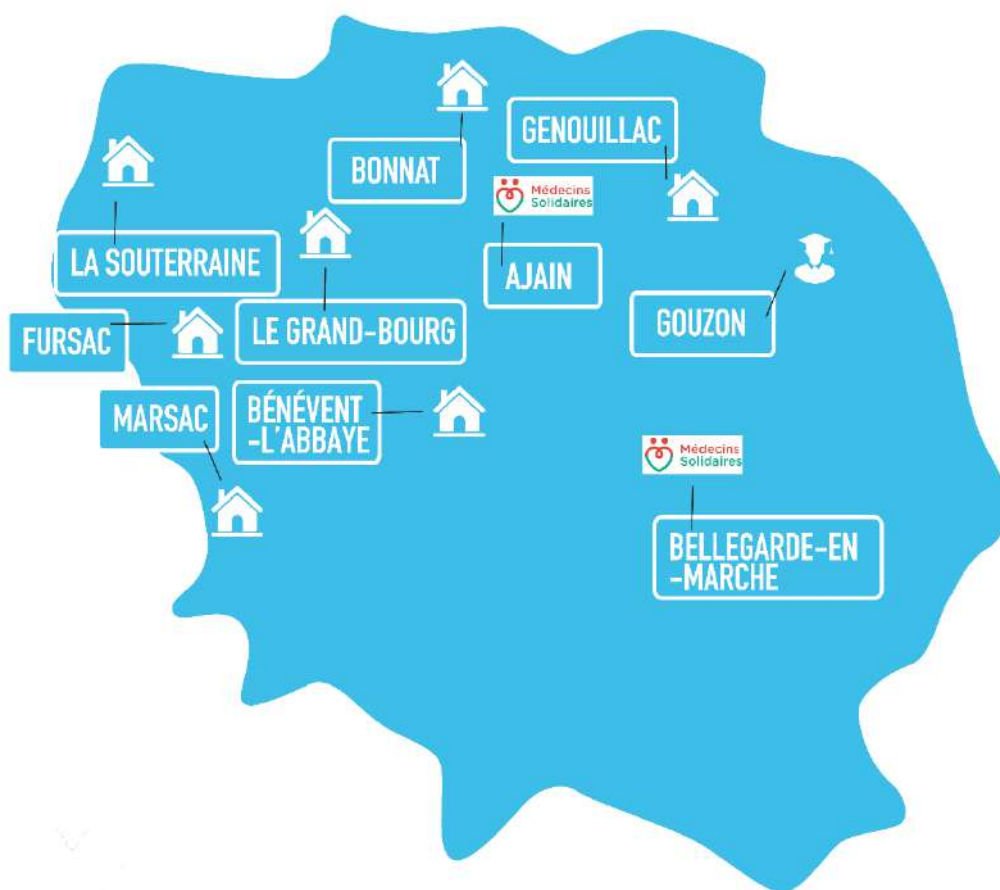 GENOUILLAC
BONNAT
Médecins
Solidaires
LA SOUTERRAINE
AJAIN
FURSAC
LE GRAND-BOURG
GOUZON
MARSAC
BÉNÉVENT
-L'ABBAYE
Médecins
Solidaires
BELLEGARDE-EN
-MARCHE